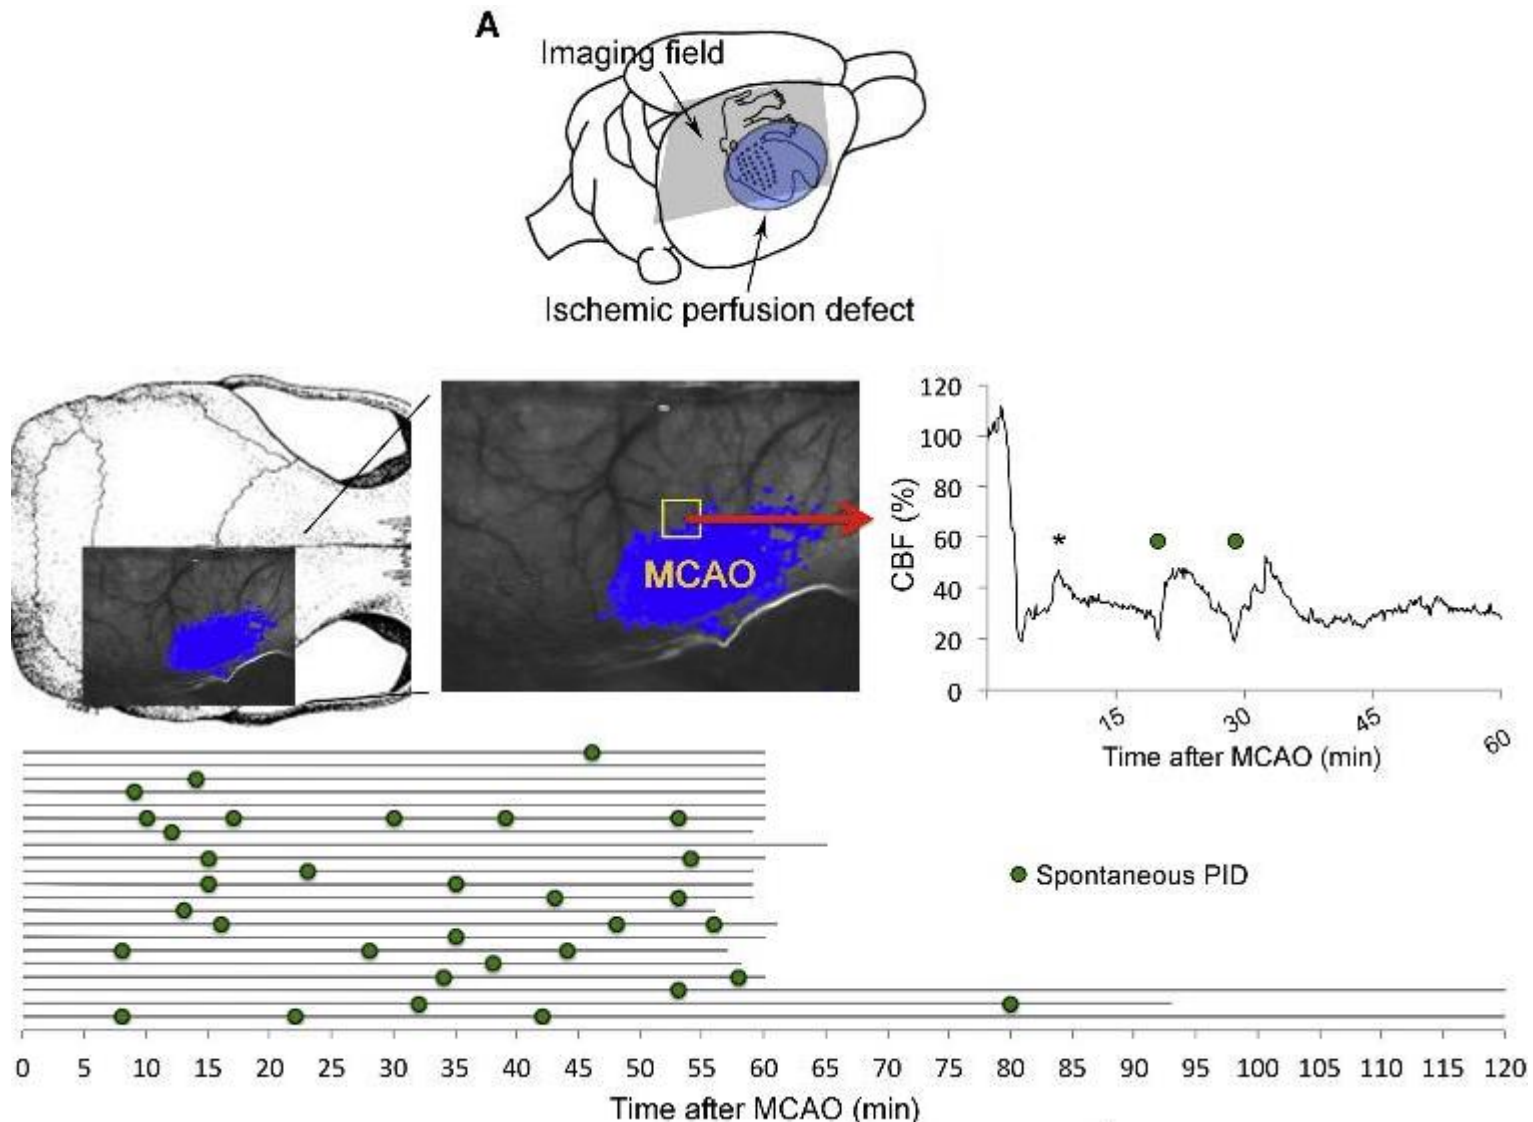 A
Imaging field
Ischemic perfusion defect
MCAO
120
100
80
60
40
20
0
CBF (%)
*
15
30
45
60
Time after MCAO (min)
Spontaneous PID
0 5 10 15 20 25 30 35 40 45 50 55 60 65 70 75 80 85 90 95 100 105 110 115 120
Time after MCAO (min)